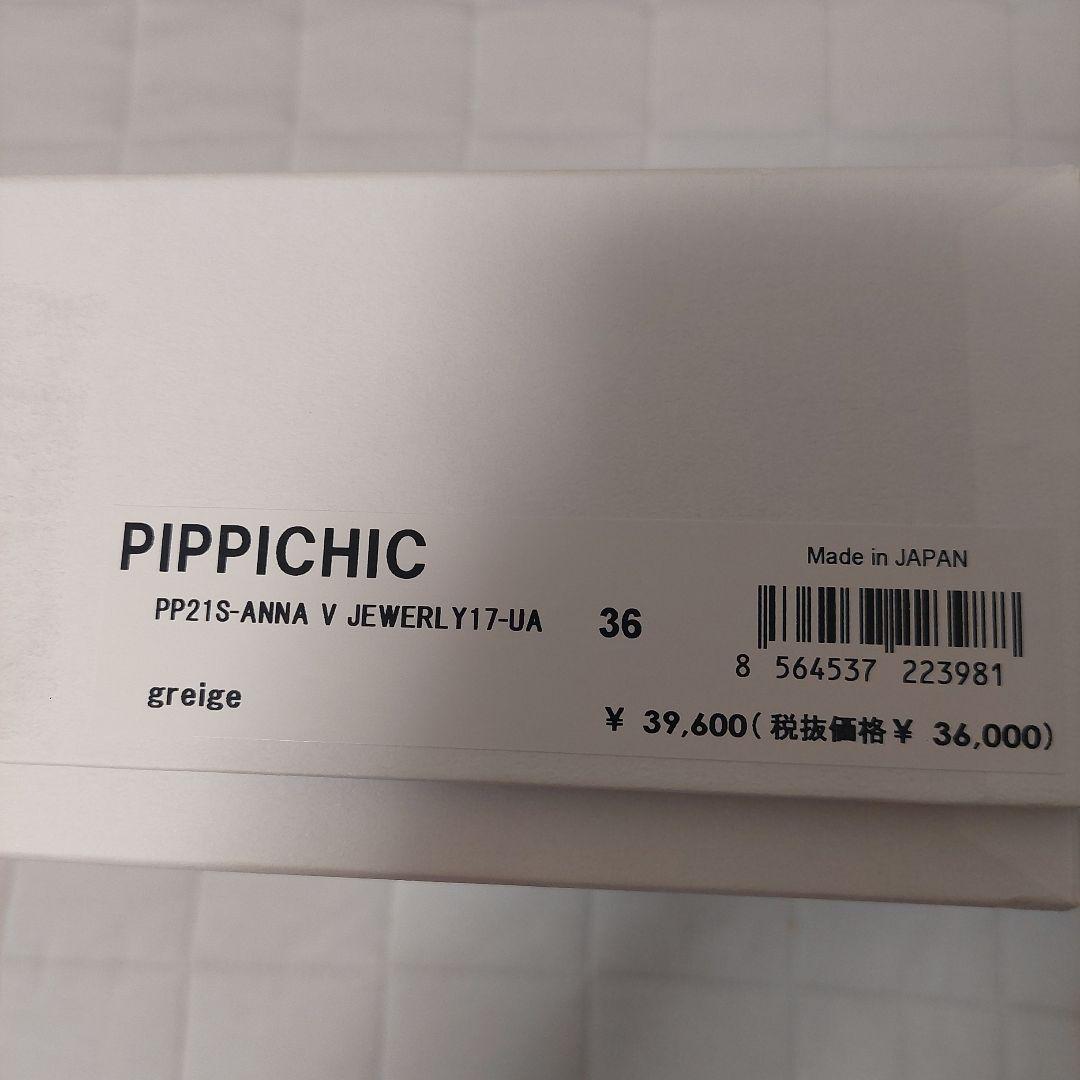 PIPPICHIC
Made in JAPAN
PP21S-ANNA V JEWERLY17-UA 36
8 564537 223981
greige
¥ 39,600(税抜価格¥ 36,000)